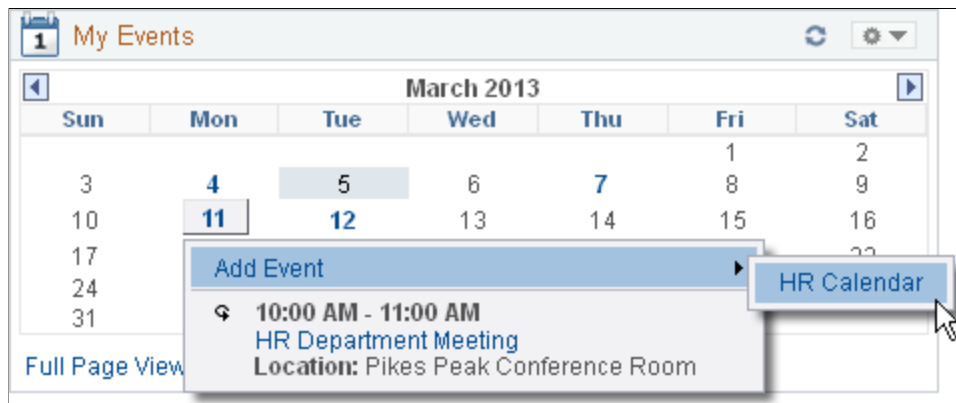 1 My Events
March 2013
Sun Mon Tue Wed Thu Fri Sat
1 2
3 4 5 6 7 8 9
10 11 12 13 14 15 16
17
Add Event
HR Calendar
24
10:00 AM - 11:00 AM
31
HR Department Meeting
Full Page View
Location: Pikes Peak Conference Room